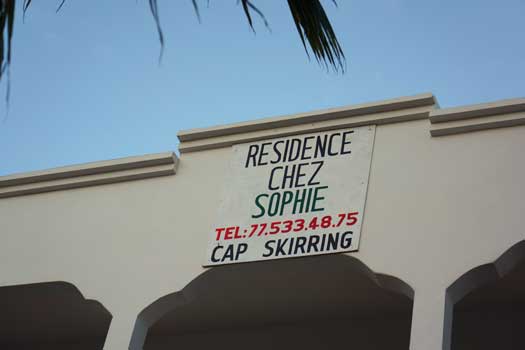 RESIDENCE
CHEZ
SOPHIE
TEL:77.533.48.75
CAP SKIRRING